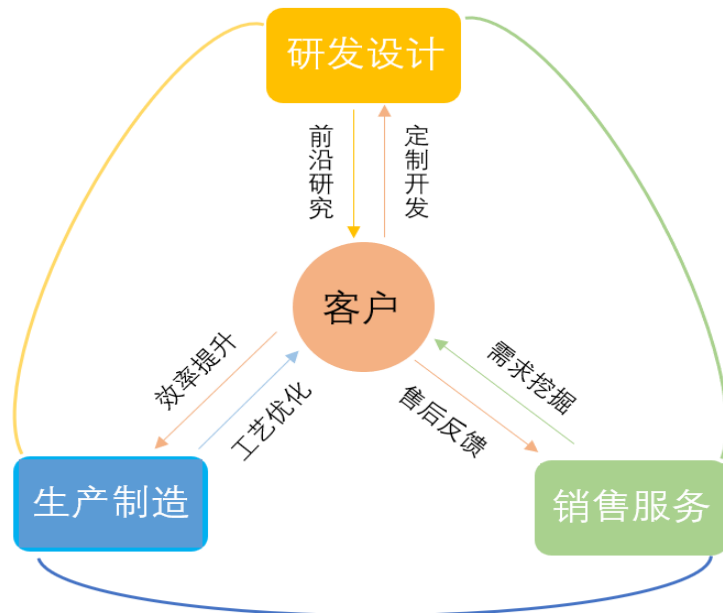 研发设计
前沿研究
定制开发
客户
效率提升
工艺优化
售后反馈
需求挖掘
生产制造
销售服务